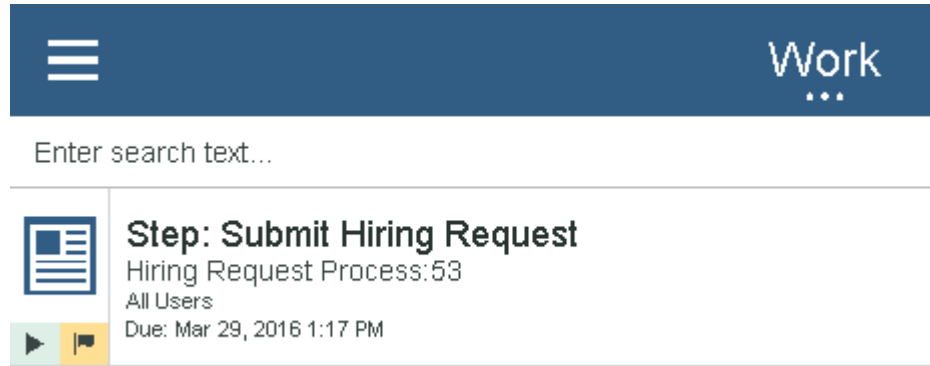 Work
Enter search text...
Step: Submit Hiring Request
Hiring Request Process:53
All Users
Due: Mar 29, 2016 1:17 PM